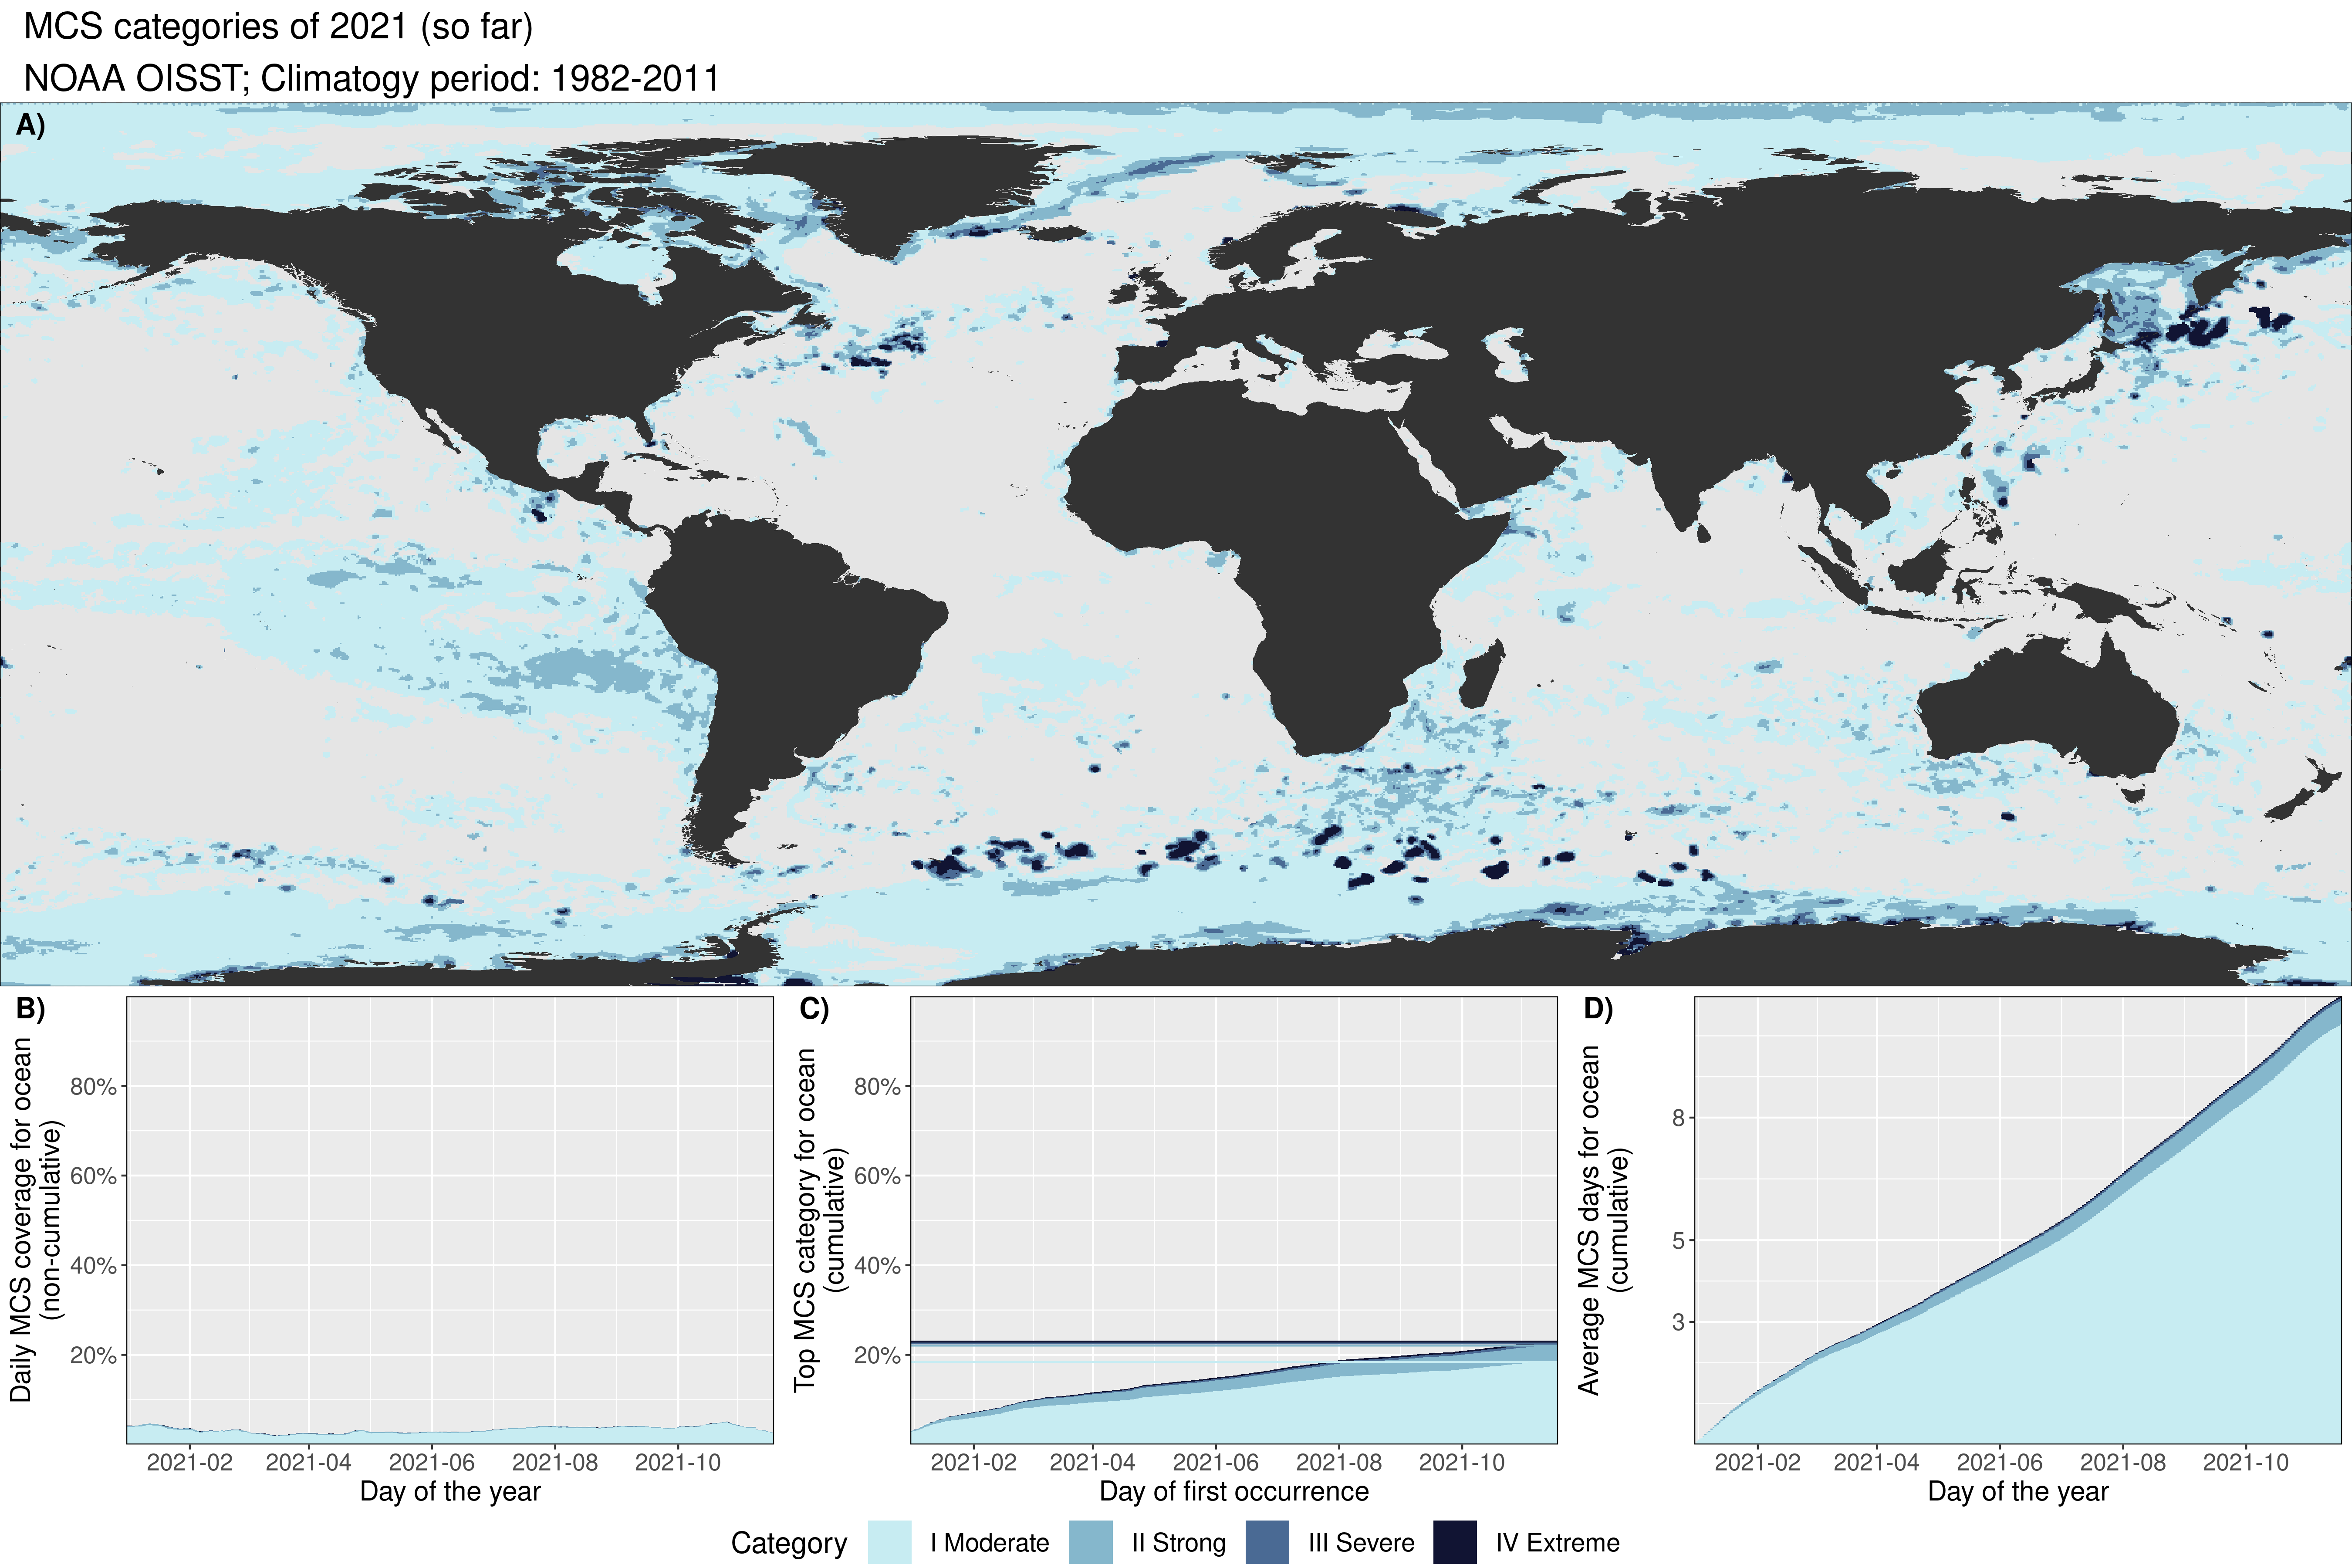 MCS categories of 2021 (so far)
NOAA OISST; Climatogy period: 1982-2011
A)
B)
Daily MCS coverage for ocean
(non-cumulative)
80%
60%
40%
20%
2021-02 2021-04 2021-06 2021-08 2021-10
Day of the year
C)
Top MCS category for ocean
(cumulative)
80%
60%
40%
20%
2021-02 2021-04 2021-06 2021-08 2021-10
Day of first occurrence
D)
Average MCS days for ocean
(cumulative)
8
5
3
2021-02 2021-04 2021-06 2021-08 2021-10
Day of the year
Category I Moderate II Strong III Severe IV Extreme